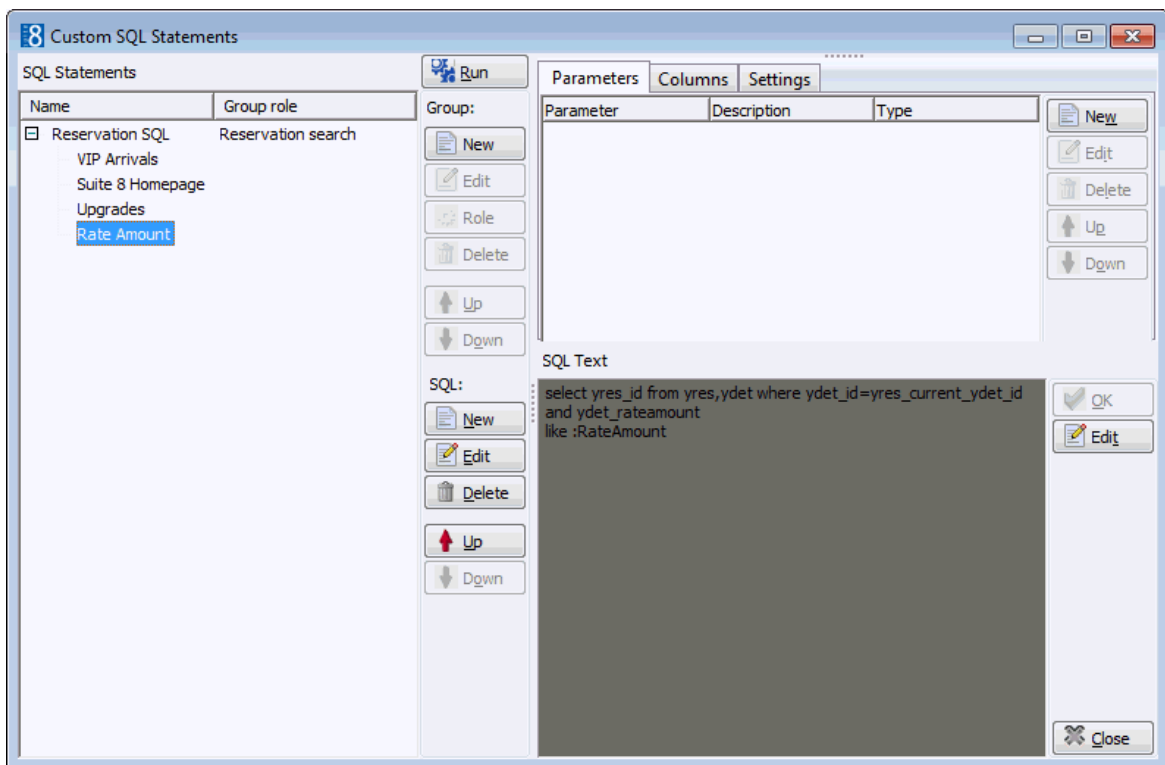 8 Custom SQL Statements
SQL Statements
Name Group role
Reservation SQL Reservation search
VIP Arrivals
Suite 8 Homepage
Upgrades
Rate Amount
Run
Group:
New
Edit
Role
Delete
Up
Down
SQL:
New
Edit
Delete
Up
Down
Parameters Columns Settings
Parameter Description Type
New
Edit
Delete
Up
Down
SQL Text
select yres_id from yres,ydet where ydet_id=yres_current_ydet_id
and ydet_rateamount
like :RateAmount
OK
Edit
Close